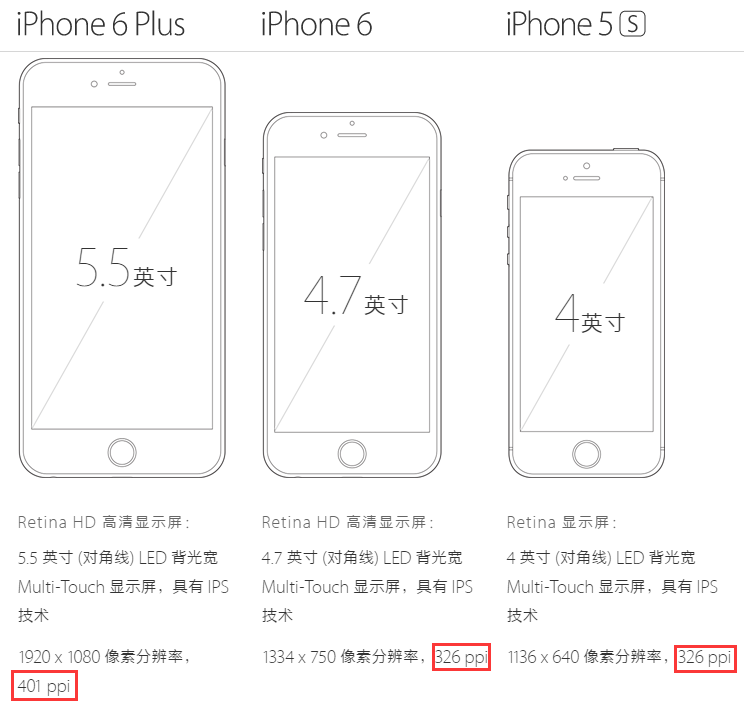 iPhone 6 Plus
iPhone 6
iPhone 5 S
5.5英寸
4.7英寸
4英寸
Retina HD 高清显示屏：
5.5 英寸 (对角线) LED 背光宽
Multi-Touch 显示屏，具有 IPS
技术
1920 x 1080 像素分辨率，
401 ppi
Retina HD 高清显示屏：
4.7 英寸 (对角线) LED 背光宽
Multi-Touch 显示屏，具有 IPS
技术
1334 x 750 像素分辨率，326 ppi
Retina 显示屏：
4 英寸 (对角线) LED 背光宽
Multi-Touch 显示屏，具有 IPS
技术
1136 x 640 像素分辨率，326 ppi